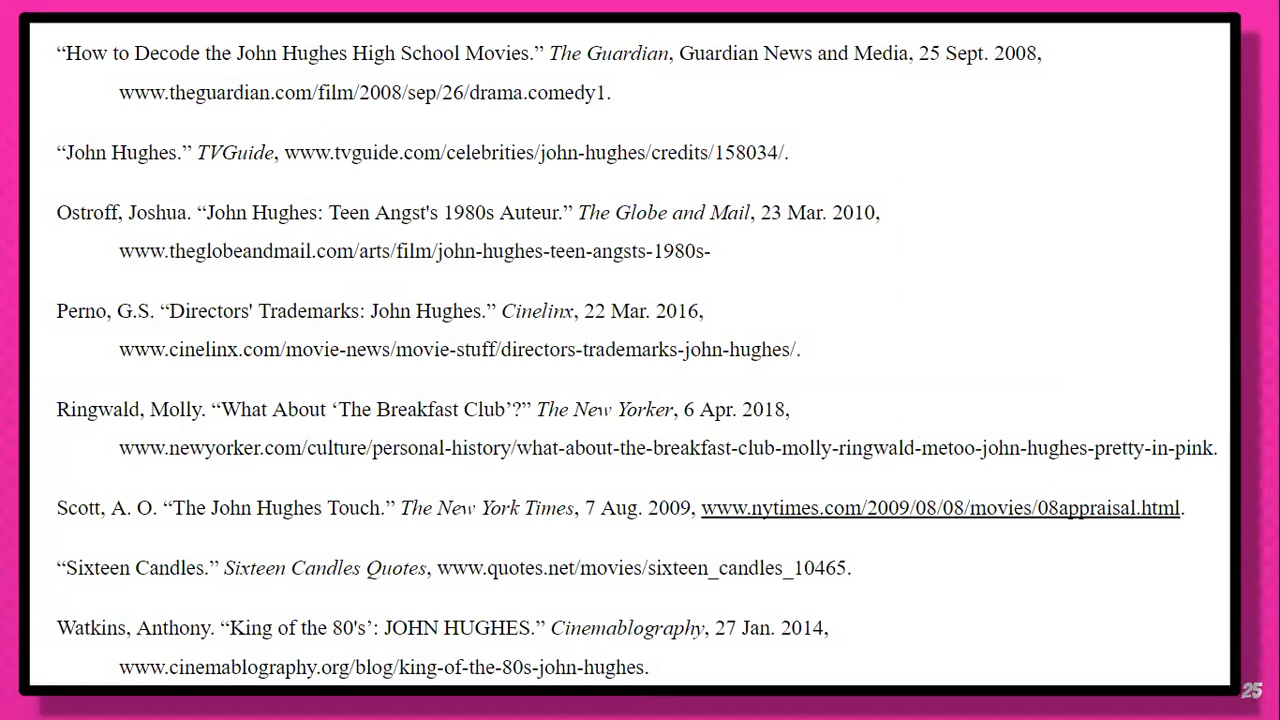 “How to Decode the John Hughes High School Movies.” The Guardian, Guardian News and Media, 25 Sept. 2008,
www.theguardian.com/film/2008/sep/26/drama.comedy1.
“John Hughes.” TVGuide, www.tvguide.com/celebrities/john-hughes/credits/158034/.
Ostroff, Joshua. “John Hughes: Teen Angst's 1980s Auteur.” The Globe and Mail, 23 Mar. 2010,
www.theglobeandmail.com/arts/film/john-hughes-teen-angsts-1980s-
Perno, G.S. “Directors' Trademarks: John Hughes.” Cinelinx, 22 Mar. 2016,
www.cinelinx.com/movie-news/movie-stuff/directors-trademarks-john-hughes/.
Ringwald, Molly. “What About ‘The Breakfast Club’?” The New Yorker, 6 Apr. 2018,
www.newyorker.com/culture/personal-history/what-about-the-breakfast-club-molly-ringwald-metoo-john-hughes-pretty-in-pink.
Scott, A. O. “The John Hughes Touch.” The New York Times, 7 Aug. 2009, www.nytimes.com/2009/08/08/movies/08appraisal.html.
“Sixteen Candles.” Sixteen Candles Quotes, www.quotes.net/movies/sixteen_candles_10465.
Watkins, Anthony. “King of the 80's’: JOHN HUGHES.” Cinemablography, 27 Jan. 2014,
www.cinemablography.org/blog/king-of-the-80s-john-hughes.
25